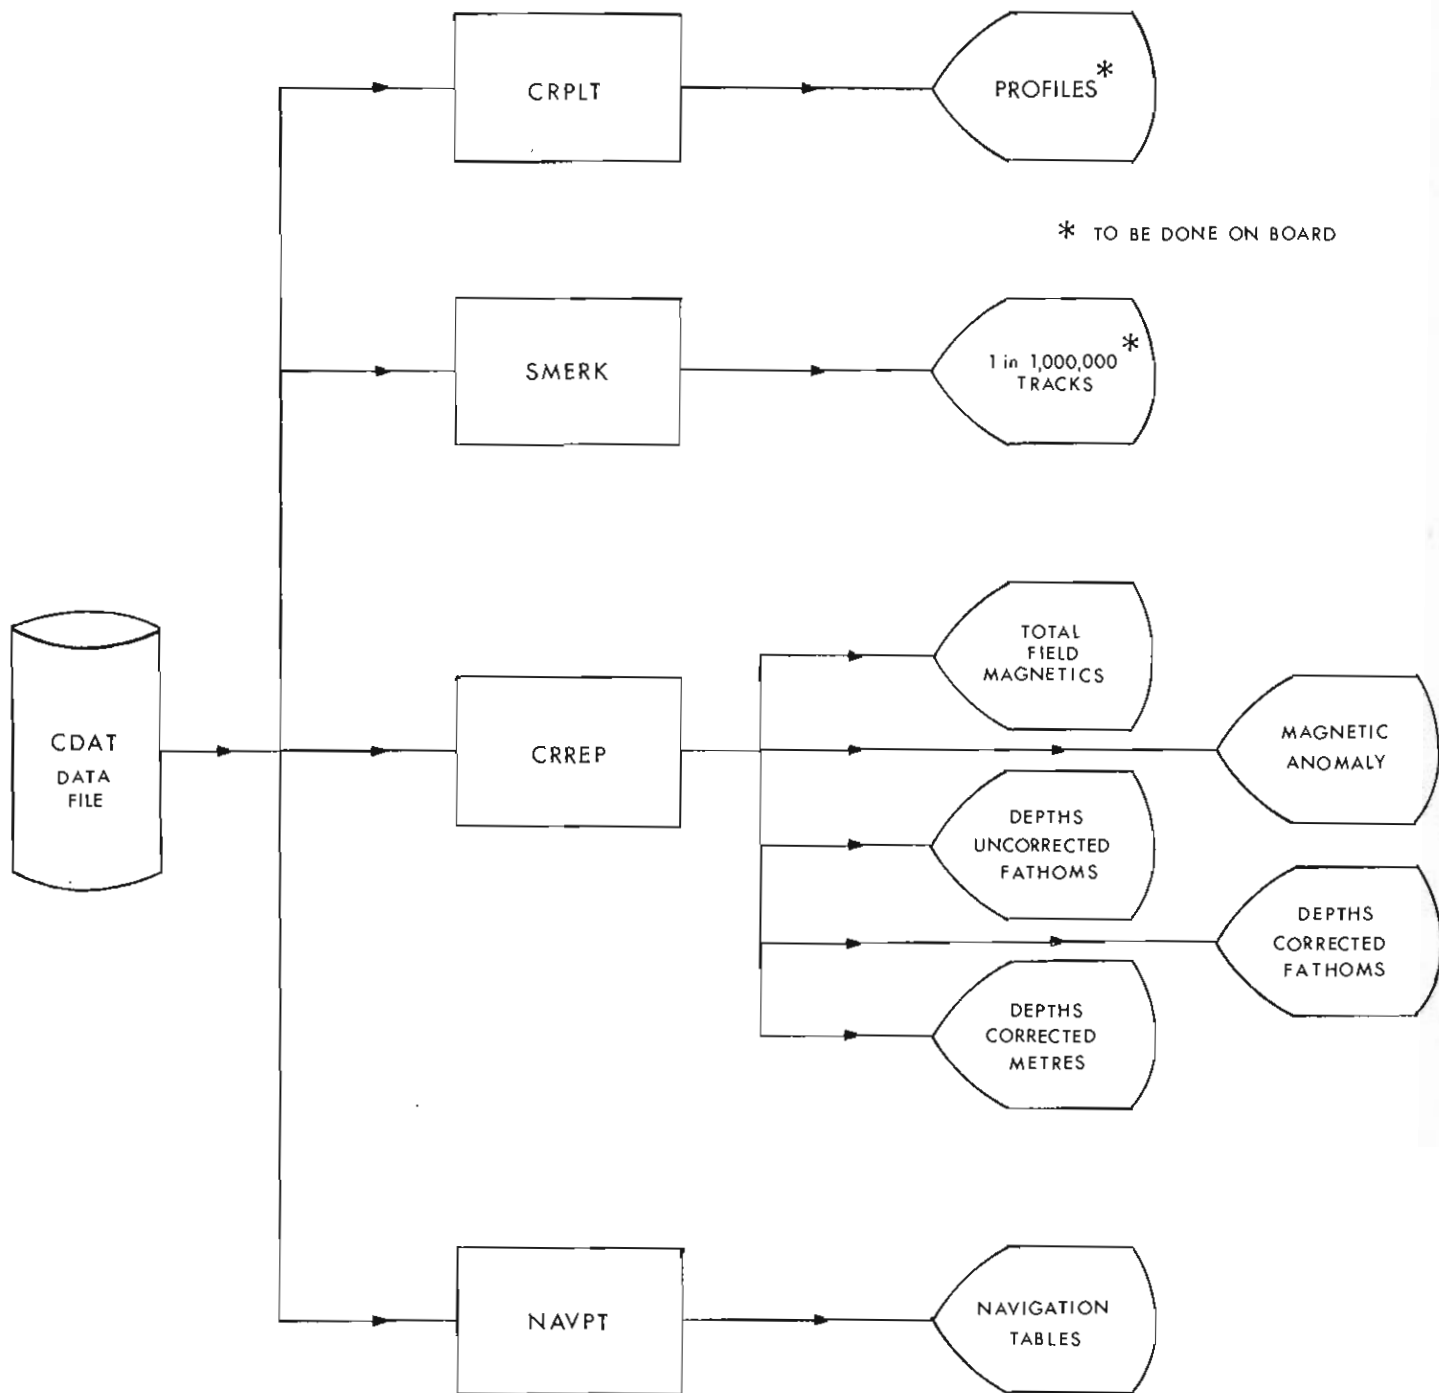 CRPLT
PROFILES*
* TO BE DONE ON BOARD
SMERK
1 in 1,000,000 *
TRACKS
CDAT
DATA
FILE
CRREP
TOTAL
FIELD
MAGNETICS
MAGNETIC
ANOMALY
DEPTHS
UNCORRECTED
FATHOMS
DEPTHS
CORRECTED
FATHOMS
DEPTHS
CORRECTED
METRES
NAVPT
NAVIGATION
TABLES